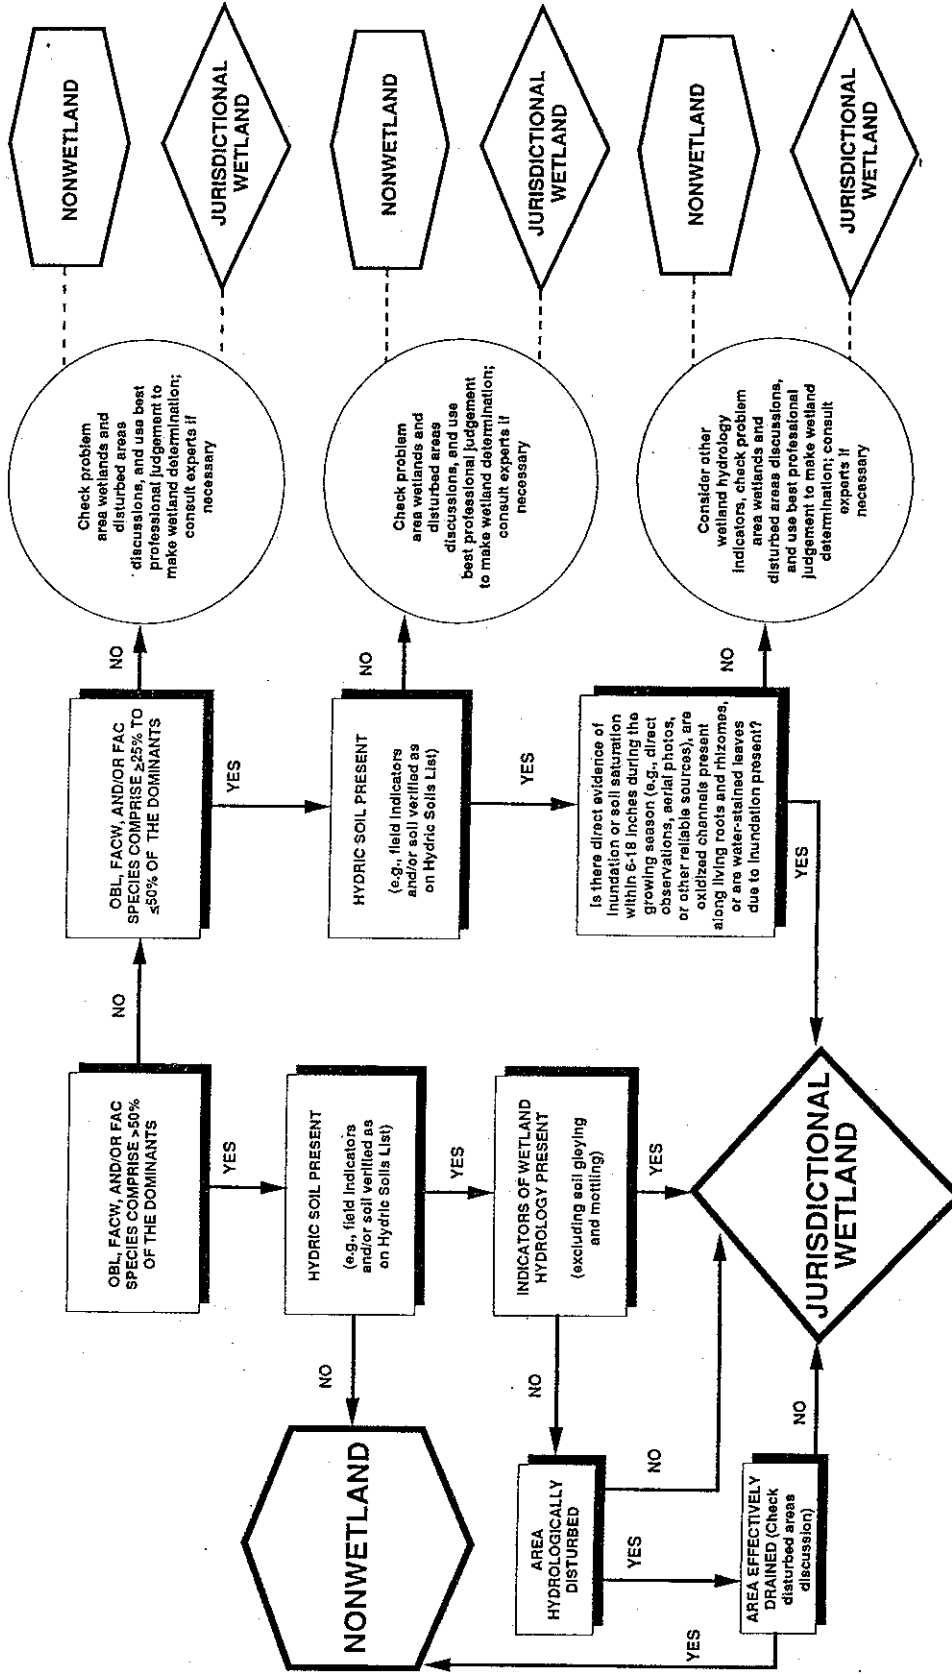 OBL, FACW, AND/OR FAC
SPECIES COMPRISE >50%
OF THE DOMINANTS
NO
YES
OBL, FACW, AND/OR FAC
SPECIES COMPRISE ≥25% TO
≤50% OF THE DOMINANTS
NO
YES
Check problem
area wetlands and
disturbed areas
discussions, and use best
professional judgement to
make wetland determination;
consult experts if
necessary
NONWETLAND
JURISDICTIONAL
WETLAND
HYDRIC SOIL PRESENT
(e.g., field indicators
and/or soil verified as
on Hydric Soils List)
NO
YES
NONWETLAND
HYDRIC SOIL PRESENT
(e.g., field indicators
and/or soil verified as
on Hydric Soils List)
NO
YES
Check problem
area wetlands and
disturbed areas
discussions, and use
best professional judgement
to make wetland determination;
consult experts if
necessary
NONWETLAND
JURISDICTIONAL
WETLAND
INDICATORS OF WETLAND
HYDROLOGY PRESENT
(excluding soil gleying
and mottling)
NO
YES
AREA
HYDROLOGICALLY
DISTURBED
NO
YES
AREA EFFECTIVELY
DRAINED (Check
disturbed areas
discussion)
YES
NO
JURISDICTIONAL
WETLAND
Is there direct evidence of
inundation or soil saturation
within 6-18 inches during the
growing season (e.g., direct
observations, aerial photos,
or other reliable sources), are
oxidized channels present
along living roots and rhizomes,
or are water-stained leaves
due to inundation present?
NO
YES
Consider other
wetland hydrology
indicators, check problem
area wetlands and
disturbed areas discussions,
and use best professional
judgement to make wetland
determination; consult
experts if
necessary
NONWETLAND
JURISDICTIONAL
WETLAND